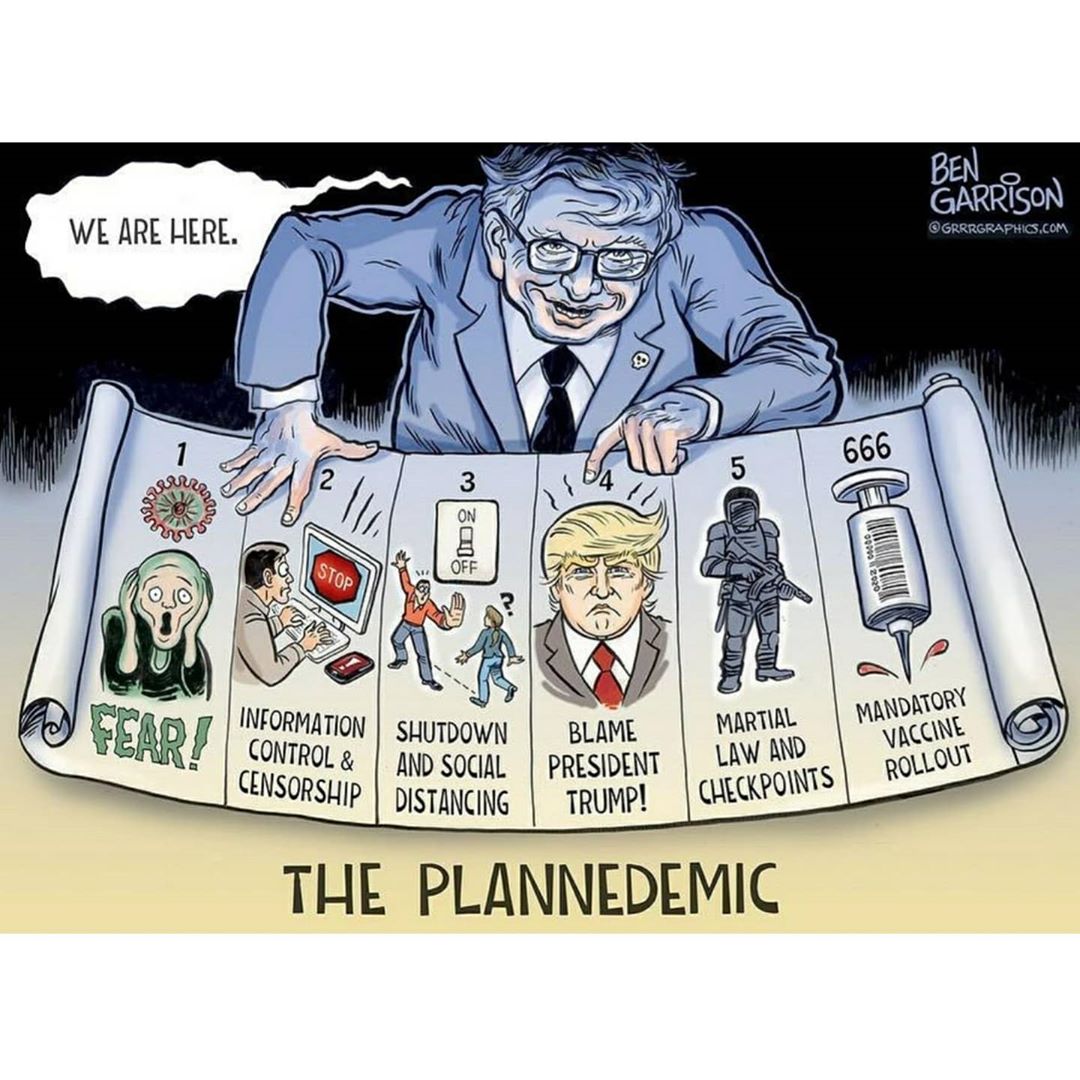 WE ARE HERE.
BEN
GARRISON
©GRRRGRAPHICS.COM
1
FEAR!
2
STOP
INFORMATION
CONTROL &
CENSORSHIP
3
ON
OFF
?
SHUTDOWN
AND SOCIAL
DISTANCING
4
BLAME
PRESIDENT
TRUMP!
5
MARTIAL
LAW AND
CHECKPOINTS
666
MANDATORY
VACCINE
ROLLOUT
THE PLANNEDEMIC